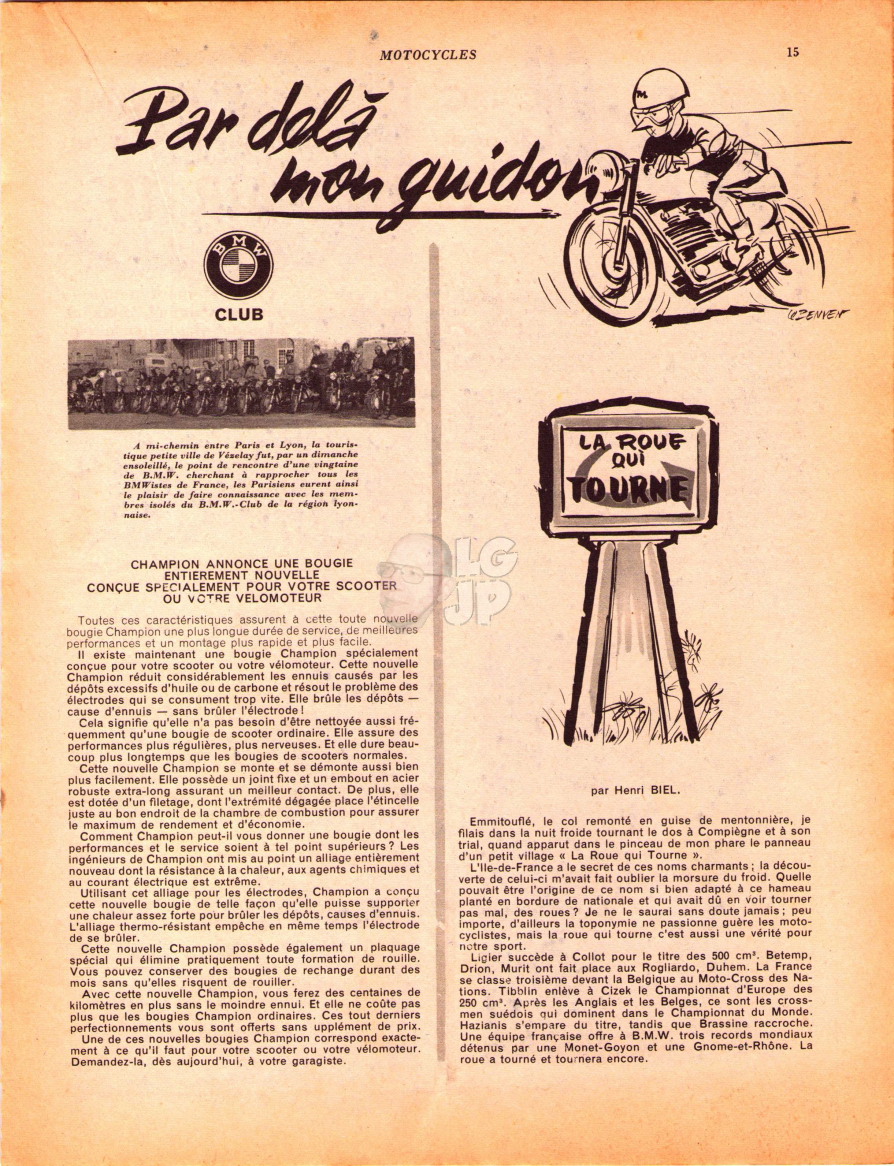 MOTOCYCLES
15
Par delà
mon guidon
BMW
CLUB
LeBENVENT
A mi-chemin entre Paris et Lyon, la touris-
tique petite ville de Vézelay fut, par un dimanche
ensoleillé, le point de rencontre d'une vingtaine
de B.M.W. cherchant à rapprocher tous les
BMWistes de France, les Parisiens eurent ainsi
le plaisir de faire connaissance avec les mem-
bres isolés du B.M.W.-Club de la région lyon-
naise.
CHAMPION ANNONCE UNE BOUGIE
ENTIEREMENT NOUVELLE
CONÇUE SPECIALEMENT POUR VOTRE SCOOTER
OU VOTRE VELOMOTEUR
Toutes ces caractéristiques assurent à cette toute nouvelle
bougie Champion une plus longue durée de service, de meilleures
performances et un montage plus rapide et plus facile.
Il existe maintenant une bougie Champion spécialement
conçue pour votre scooter ou votre vélomoteur. Cette nouvelle
Champion réduit considérablement les ennuis causés par les
dépôts excessifs d'huile ou de carbone et résout le problème des
électrodes qui se consument trop vite. Elle brûle les dépôts —
cause d'ennuis — sans brûler l'électrode !
Cela signifie qu'elle n'a pas besoin d'être nettoyée aussi fré-
quemment qu'une bougie de scooter ordinaire. Elle assure des
performances plus régulières, plus nerveuses. Et elle dure beau-
coup plus longtemps que les bougies de scooters normales.
Cette nouvelle Champion se monte et se démonte aussi bien
plus facilement. Elle possède un joint fixe et un embout en acier
robuste extra-long assurant un meilleur contact. De plus, elle
est dotée d'un filetage, dont l'extrémité dégagée place l'étincelle
juste au bon endroit de la chambre de combustion pour assurer
le maximum de rendement et d'économie.
Comment Champion peut-il vous donner une bougie dont les
performances et le service soient à tel point supérieurs ? Les
ingénieurs de Champion ont mis au point un alliage entièrement
nouveau dont la résistance à la chaleur, aux agents chimiques et
au courant électrique est extrême.
Utilisant cet alliage pour les électrodes, Champion a conçu
cette nouvelle bougie de telle façon qu'elle puisse supporter
une chaleur assez forte pour brûler les dépôts, causes d'ennuis.
L'alliage thermo-résistant empêche en même temps l'électrode
de se brûler.
Cette nouvelle Champion possède également un plaquage
spécial qui élimine pratiquement toute formation de rouille.
Vous pouvez conserver des bougies de rechange durant des
mois sans qu'elles risquent de rouiller.
Avec cette nouvelle Champion, vous ferez des centaines de
kilomètres en plus sans le moindre ennui. Et elle ne coûte pas
plus que les bougies Champion ordinaires. Ces tout derniers
perfectionnements vous sont offerts sans upplément de prix.
Une de ces nouvelles bougies Champion correspond exacte-
ment à ce qu'il faut pour votre scooter ou votre vélomoteur.
Demandez-la, dès aujourd'hui, à votre garagiste.
LG
JP
LA ROUE
QUI
TOURNE
par Henri BIEL.
Emmitouflé, le col remonté en guise de mentonnière, je
filais dans la nuit froide tournant le dos à Compiègne et à son
trial, quand apparut dans le pinceau de mon phare le panneau
d'un petit village « La Roue qui Tourne ».
L'Ile-de-France a le secret de ces noms charmants ; la décou-
verte de celui-ci m'avait fait oublier la morsure du froid. Quelle
pouvait être l'origine de ce nom si bien adapté à ce hameau
planté en bordure de nationale et qui avait dû en voir tourner
pas mal, des roues ? Je ne le saurai sans doute jamais ; peu
importe, d'ailleurs la toponymie ne passionne guère les moto-
cyclistes, mais la roue qui tourne c'est aussi une vérité pour
notre sport.
Ligier succède à Collot pour le titre des 500 cm³. Betemp,
Drion, Murit ont fait place aux Rogliardo, Duhem. La France
se classe troisième devant la Belgique au Moto-Cross des Na-
tions. Tibblin enlève à Cizek le Championnat d'Europe des
250 cm³. Après les Anglais et les Belges, ce sont les cross-
men suédois qui dominent dans le Championnat du Monde.
Hazianis s'empare du titre, tandis que Brassine raccroche.
Une équipe française offre à B.M.W. trois records mondiaux
détenus par une Monet-Goyon et une Gnome-et-Rhône. La
roue a tourné et tournera encore.